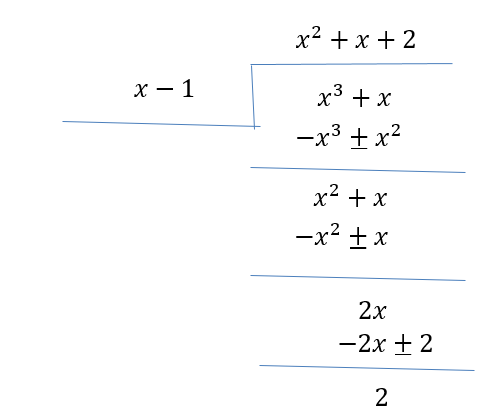 x² + x + 2
x − 1
x³ + x
−x³ ± x²
x² + x
−x² ± x
2x
−2x ± 2
2